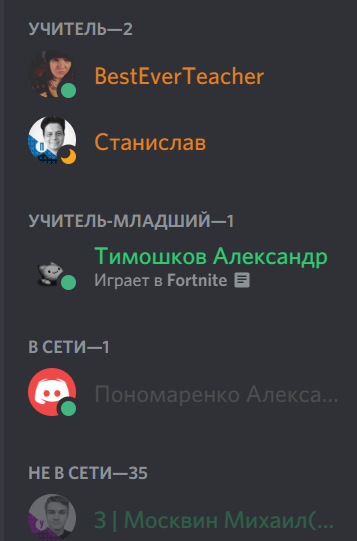 УЧИТЕЛЬ—2
BestEverTeacher
Станислав
УЧИТЕЛЬ-МЛАДШИЙ—1
Тимошков Александр
Играет в Fortnite
В СЕТИ—1
Пономаренко Алекса...
НЕ В СЕТИ—35
3 | Москвин Михаил(...